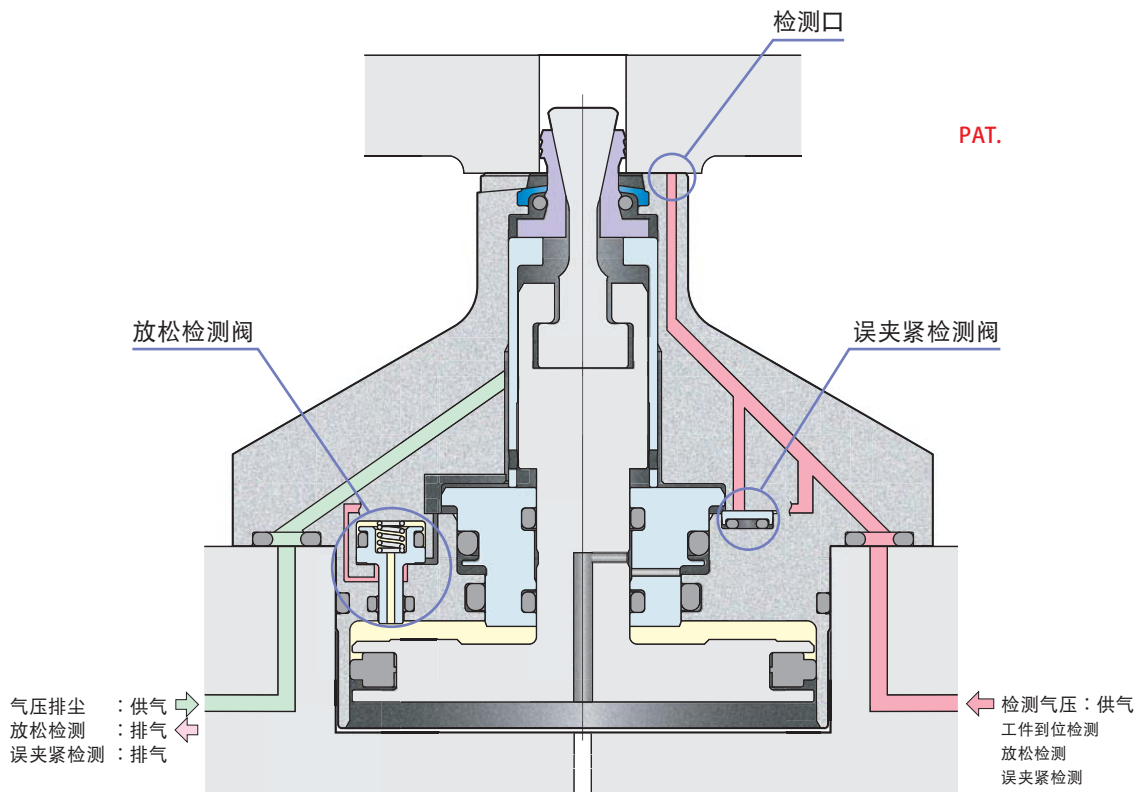 检测口
PAT.
放松检测阀
误夹紧检测阀
气压排尘 ：供气
放松检测 ：排气
误夹紧检测 ：排气
检测气压：供气
工件到位检测
放松检测
误夹紧检测